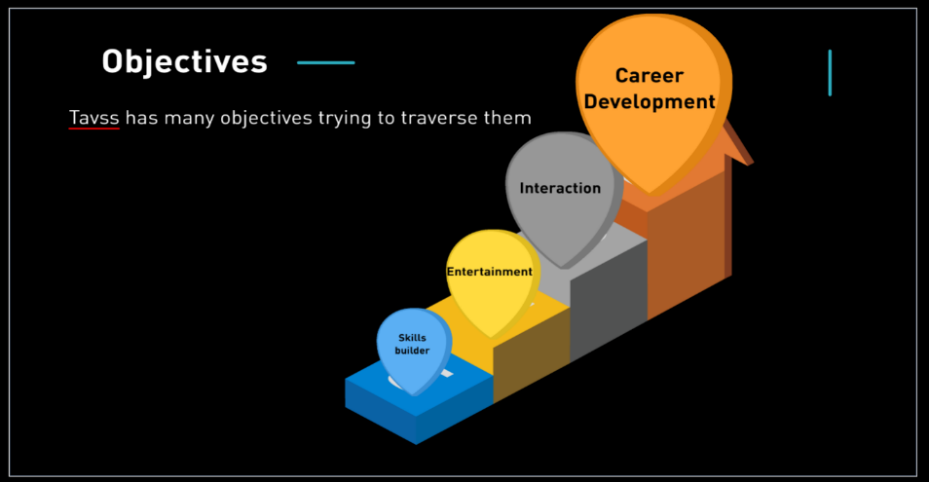 Objectives
Tavss has many objectives trying to traverse them
Career
Development
Interaction
Entertainment
Skills
builder